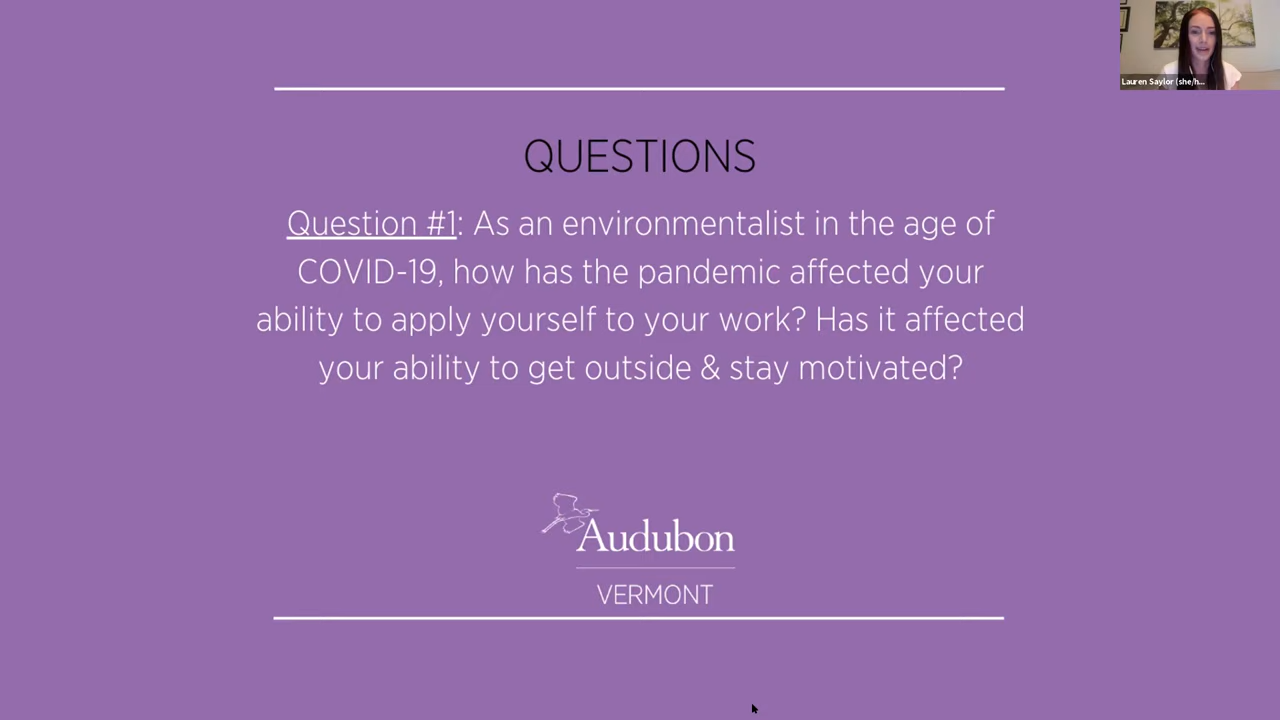 Lauren Saylor (she/h...
QUESTIONS
Question #1: As an environmentalist in the age of
COVID-19, how has the pandemic affected your
ability to apply yourself to your work? Has it affected
your ability to get outside & stay motivated?
Audubon
VERMONT